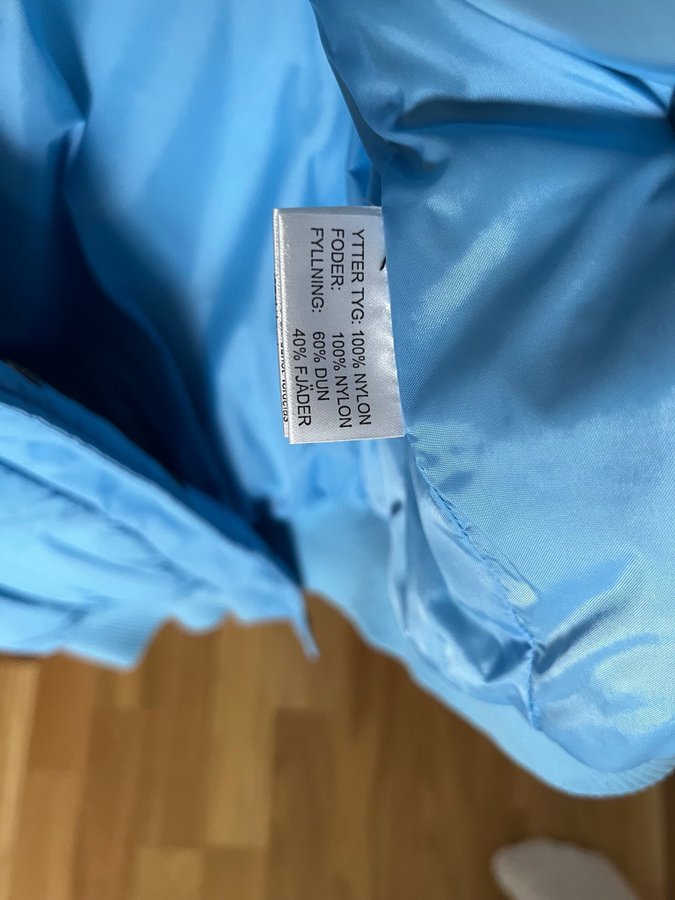 YTTER TYG: 100% NYLON
FODER: 100% NYLON
FYLLNING: 60% DUN
40% FJÄDER